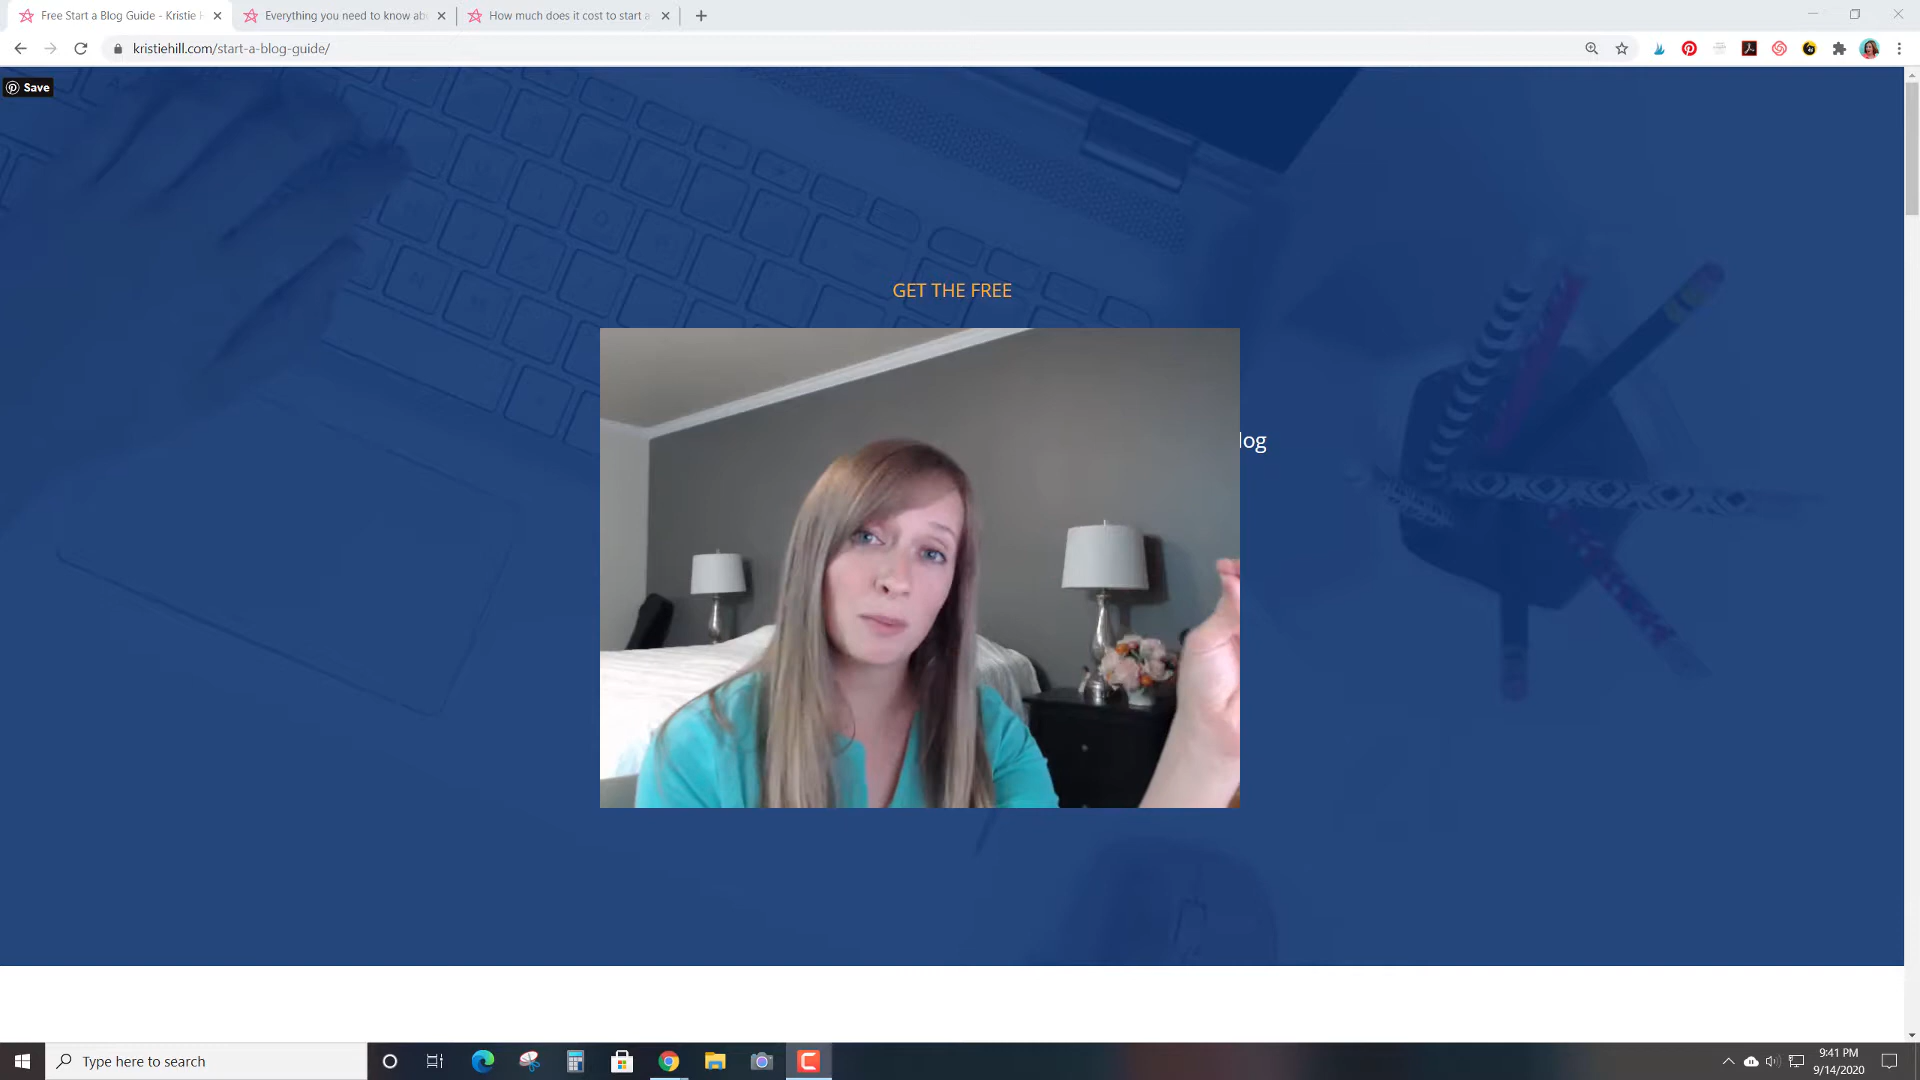 Free Start a Blog Guide - Kristie H
Everything you need to know ab
How much does it cost to start a
kristiehill.com/start-a-blog-guide/
Save
GET THE FREE
log
Type here to search
9:41 PM
9/14/2020